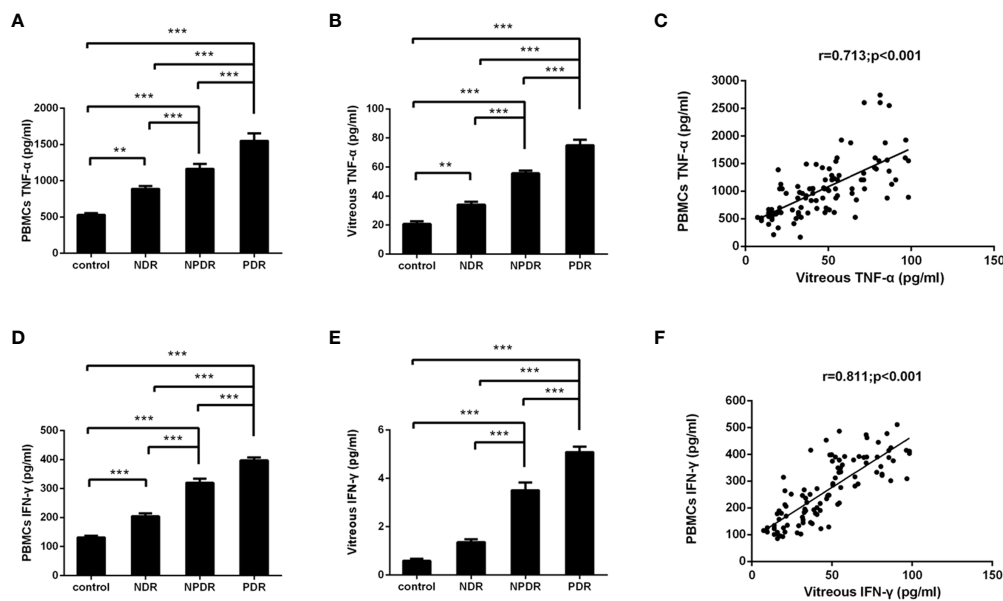 A
***
***
***
***
***
**
PBMCs TNF-α (pg/ml)
2000
1500
1000
500
0
control NDR NPDR PDR
B
***
***
***
***
***
**
Vitreous TNF-α (pg/ml)
100
80
60
40
20
0
control NDR NPDR PDR
C
r=0.713;p<0.001
PBMCs TNF-α (pg/ml)
3000
2500
2000
1500
1000
500
0
0 50 100 150
Vitreous TNF-α (pg/ml)
D
***
***
***
***
***
***
PBMCs IFN-γ (pg/ml)
500
400
300
200
100
0
control NDR NPDR PDR
E
***
***
***
***
***
Vitreous IFN-γ (pg/ml)
6
4
2
0
control NDR NPDR PDR
F
r=0.811;p<0.001
PBMCs IFN-γ (pg/ml)
600
500
400
300
200
100
0
0 50 100 150
Vitreous IFN-γ (pg/ml)